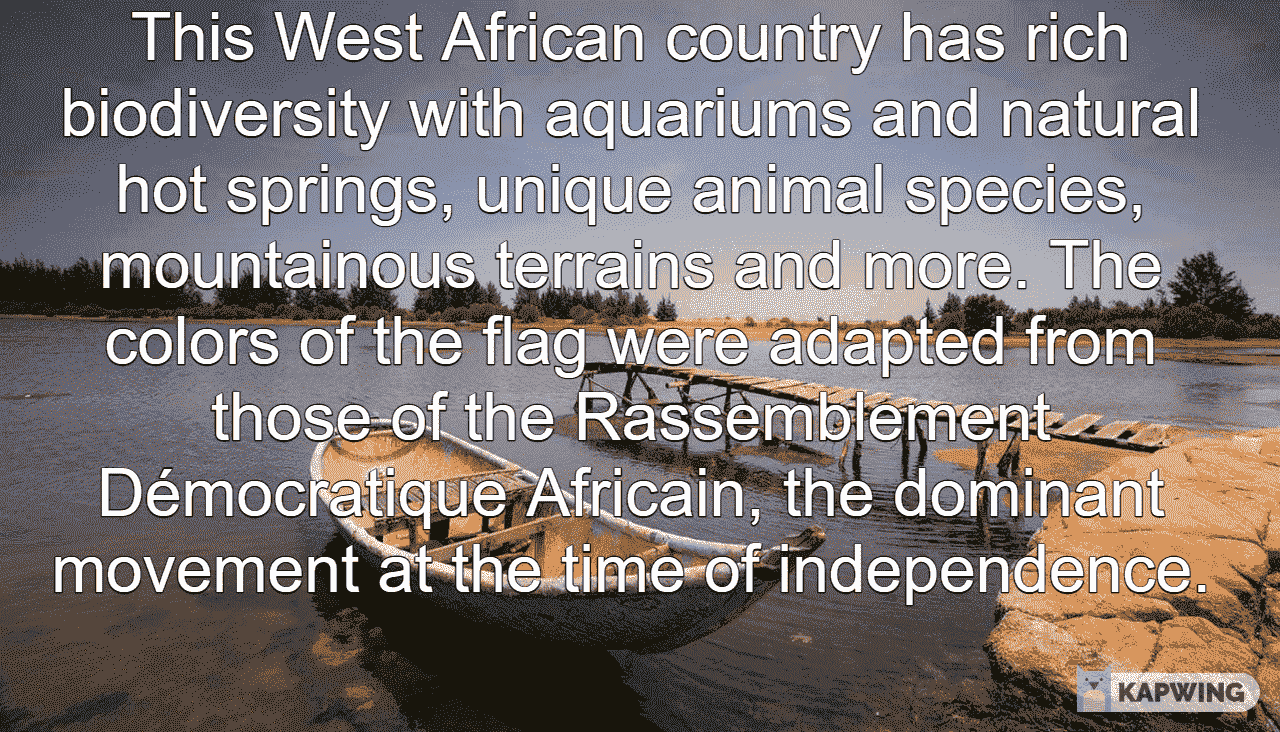 This West African country has rich
biodiversity with aquariums and natural
hot springs, unique animal species,
mountainous terrains and more. The
colors of the flag were adapted from
those of the Rassemblement
Démocratique Africain, the dominant
movement at the time of independence.
KAPWING